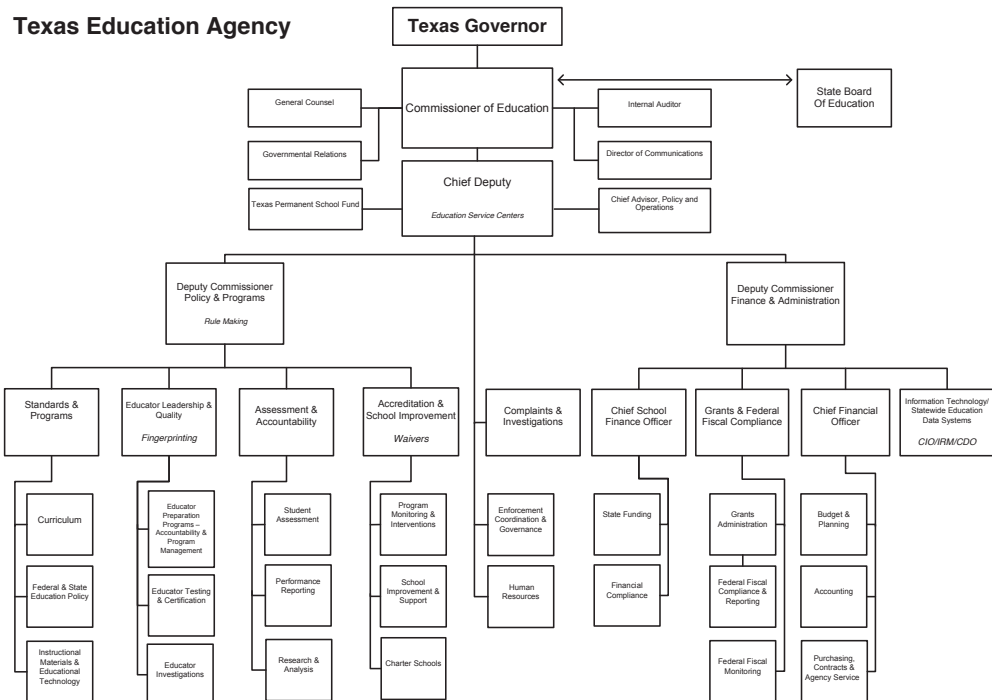 Texas Education Agency
Texas Governor
Commissioner of Education
State Board
Of Education
General Counsel
Internal Auditor
Governmental Relations
Director of Communications
Chief Deputy
Education Service Centers
Texas Permanent School Fund
Chief Advisor, Policy and
Operations
Deputy Commissioner
Policy & Programs
Rule Making
Deputy Commissioner
Finance & Administration
Standards &
Programs
Educator Leadership &
Quality
Fingerprinting
Assessment &
Accountability
Accreditation &
School Improvement
Waivers
Complaints &
Investigations
Chief School
Finance Officer
Grants & Federal
Fiscal Compliance
Chief Financial
Officer
Information Technology/
Statewide Education
Data Systems
CIO/IRM/CDO
Curriculum
Educator
Preparation
Programs –
Accountability &
Program
Management
Student
Assessment
Program
Monitoring &
Interventions
Enforcement
Coordination &
Governance
State Funding
Grants
Administration
Budget &
Planning
Federal & State
Education Policy
Educator Testing
& Certification
Performance
Reporting
School
Improvement &
Support
Human
Resources
Financial
Compliance
Federal Fiscal
Compliance &
Reporting
Accounting
Instructional
Materials &
Educational
Technology
Educator
Investigations
Research &
Analysis
Charter Schools
Federal Fiscal
Monitoring
Purchasing,
Contracts &
Agency Service